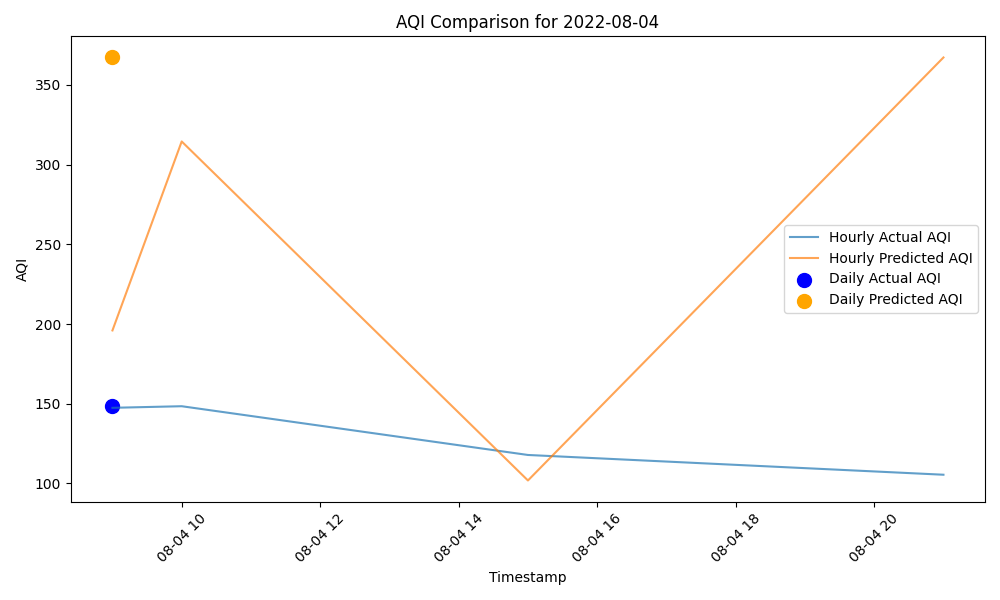 AQI Comparison for 2022-08-04
AQI
350
300
250
200
150
100
Hourly Actual AQI
Hourly Predicted AQI
Daily Actual AQI
Daily Predicted AQI
08-04 10
08-04 12
08-04 14
08-04 16
08-04 18
08-04 20
Timestamp